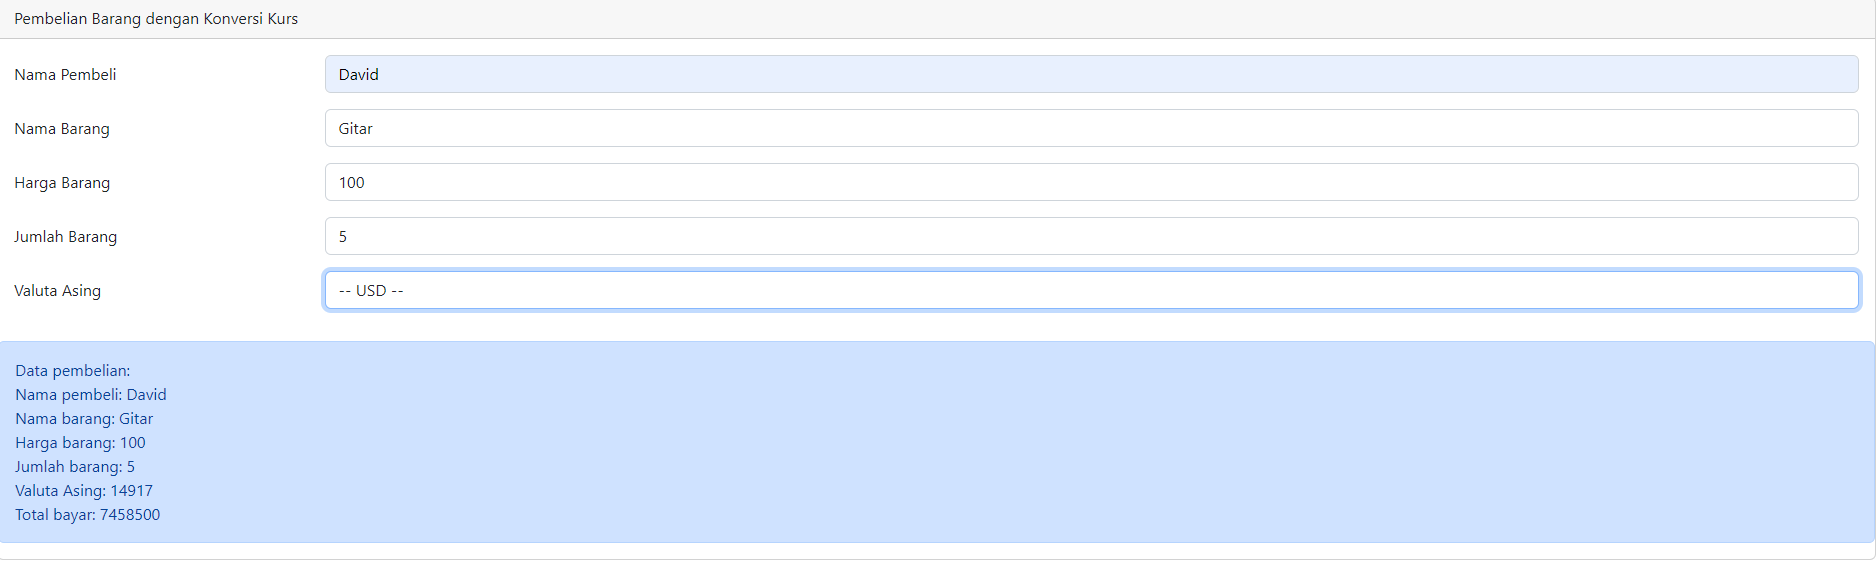 Pembelian Barang dengan Konversi Kurs
Nama Pembeli David
Nama Barang Gitar
Harga Barang 100
Jumlah Barang 5
Valuta Asing -- USD --
Data pembelian:
Nama pembeli: David
Nama barang: Gitar
Harga barang: 100
Jumlah barang: 5
Valuta Asing: 14917
Total bayar: 7458500